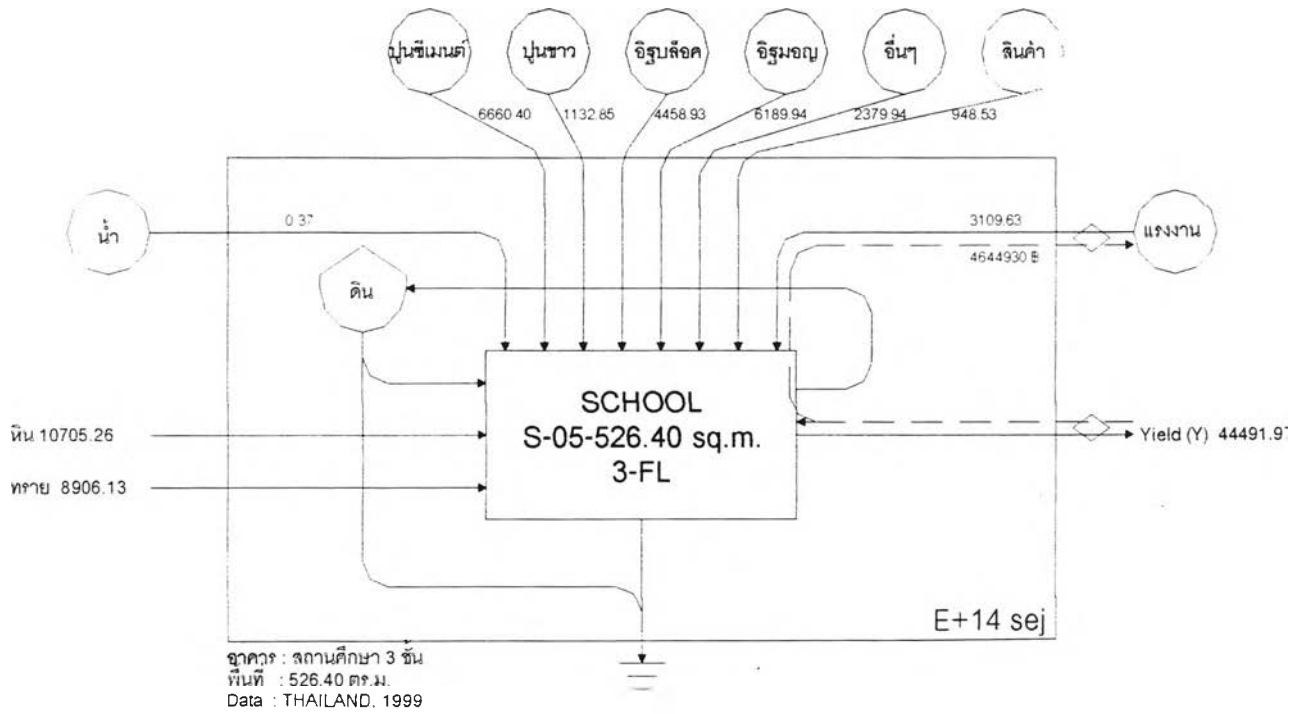 ปูนซีเมนต์ ปูนขาว อิฐบล็อค อิฐมอญ อื่นๆ สินค้า
6660.40 1132.85 4458.93 6189.94 2379.94 948.53
น้ำ 0.37 3109.63 แรงงาน
4644930 ฿
ดิน
SCHOOL
S-05-526.40 sq.m.
3-FL
หิน 10705.26
ทราย 8906.13
Yield (Y) 44491.97
E+14 sej
อาคาร : สถานศึกษา 3 ชั้น
พื้นที่ : 526.40 ตร.ม.
Data : THAILAND, 1999